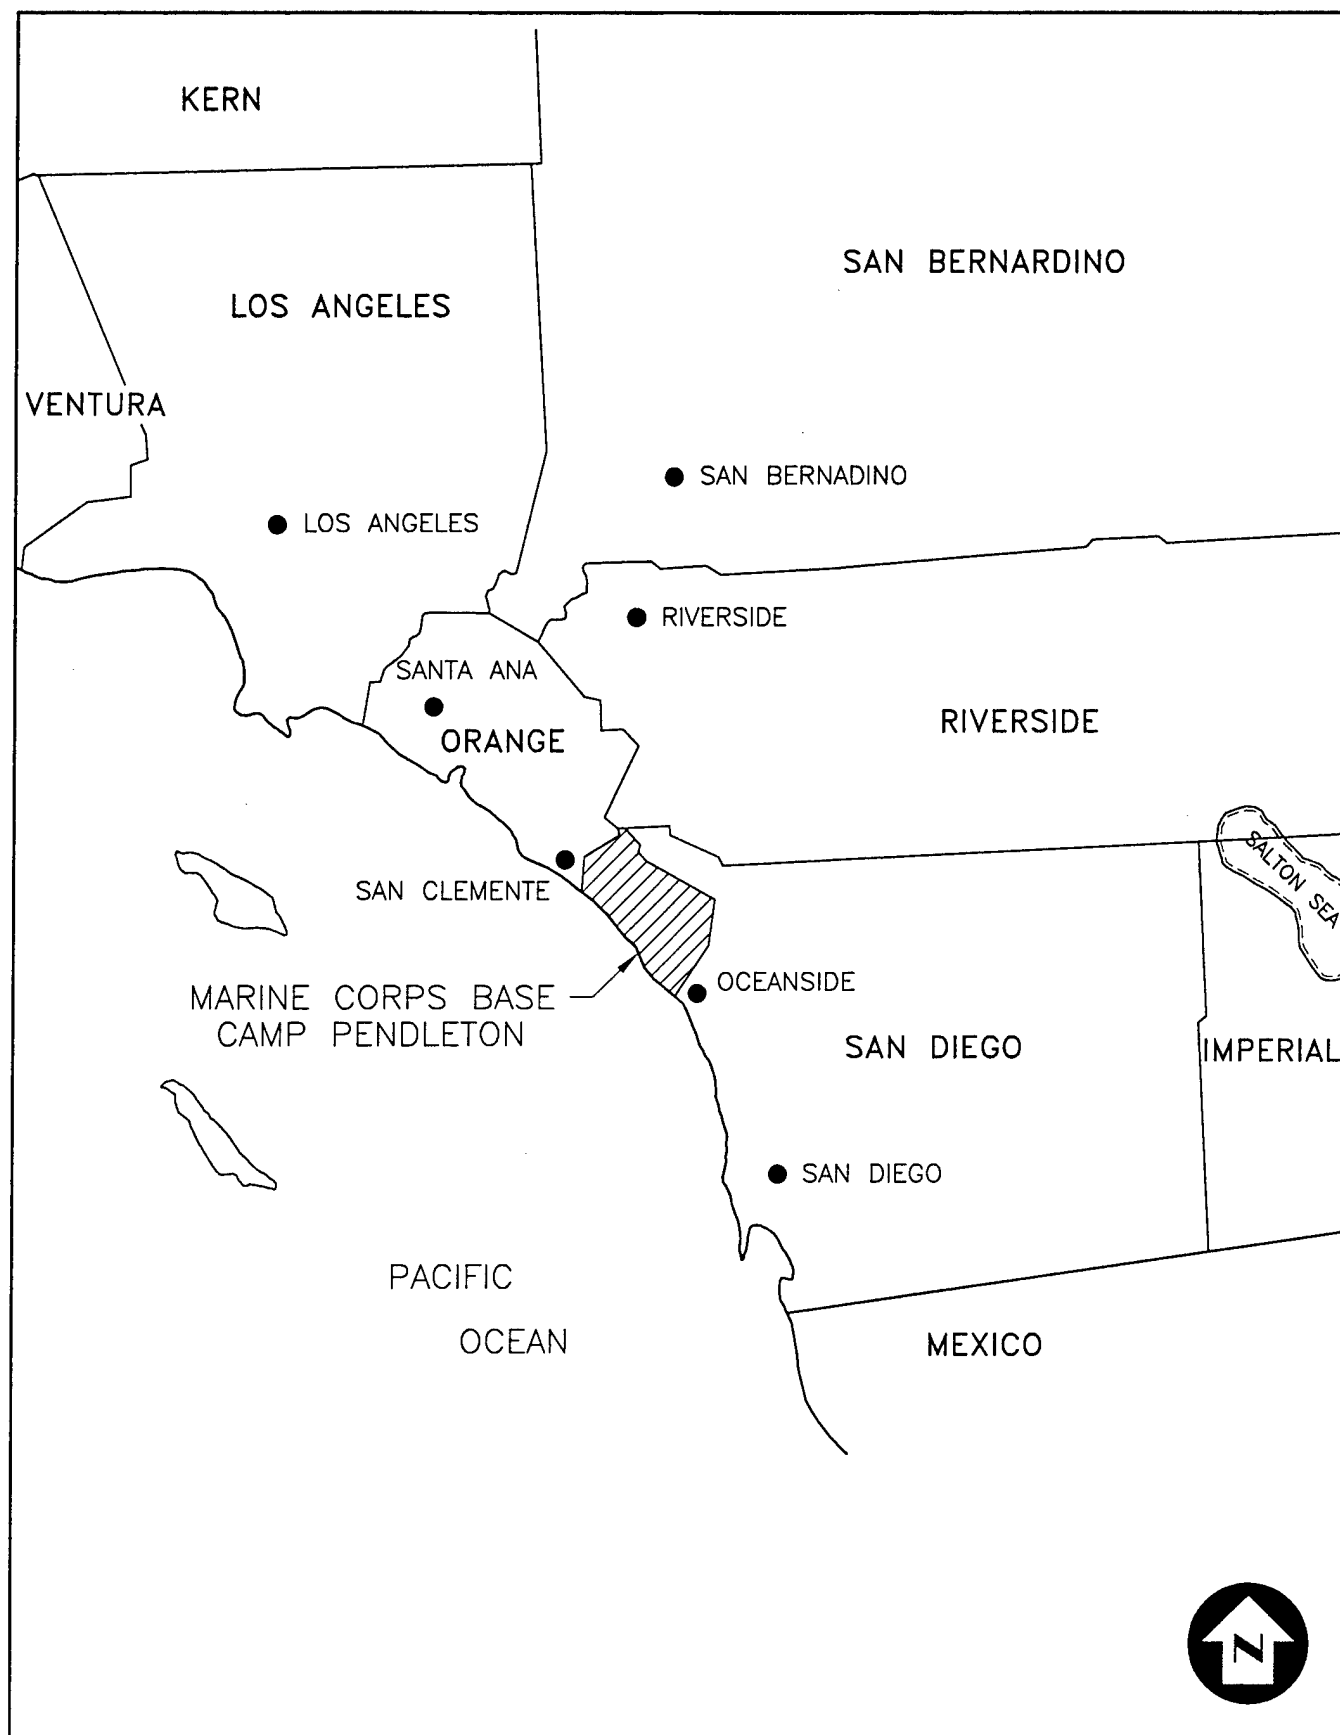 KERN
SAN BERNARDINO
LOS ANGELES
VENTURA
SAN BERNADINO
LOS ANGELES
RIVERSIDE
SANTA ANA
RIVERSIDE
ORANGE
SALTON SEA
SAN CLEMENTE
OCEANSIDE
MARINE CORPS BASE
CAMP PENDLETON
SAN DIEGO
IMPERIAL
SAN DIEGO
PACIFIC
OCEAN
MEXICO
N